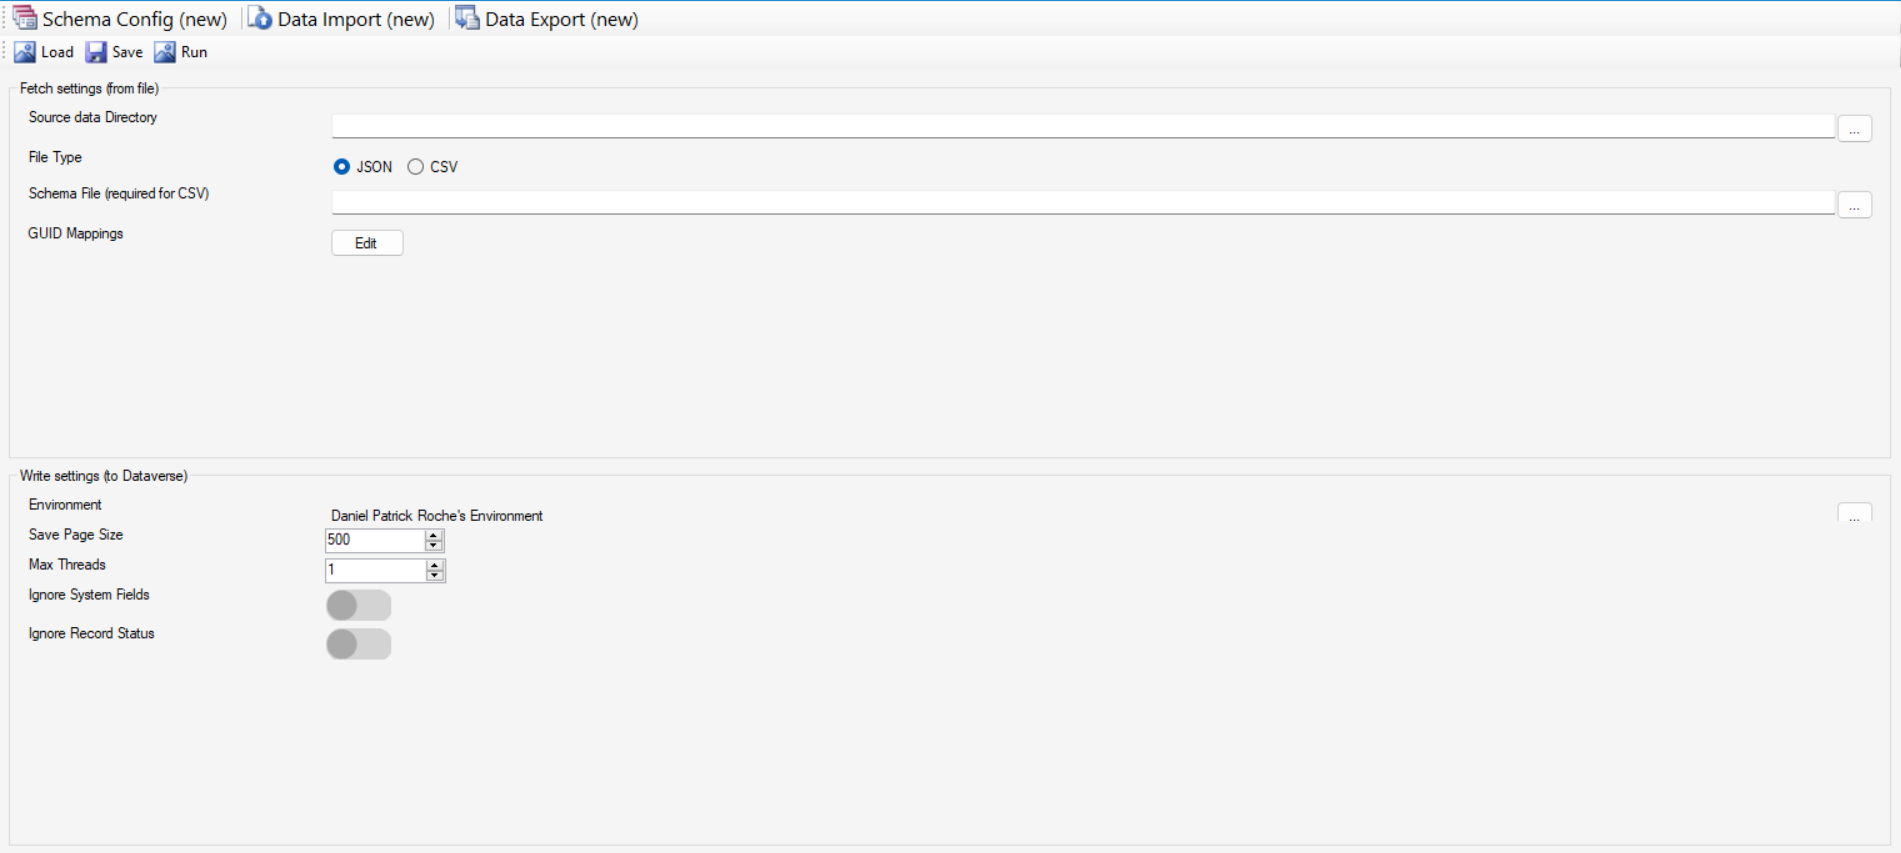 Schema Config (new) Data Import (new) Data Export (new)
Load Save Run
Fetch settings (from file)
Source data Directory
...
File Type
JSON CSV
Schema File (required for CSV)
...
GUID Mappings
Edit
Write settings (to Dataverse)
Environment
Daniel Patrick Roche's Environment
...
Save Page Size
500
Max Threads
1
Ignore System Fields
Ignore Record Status